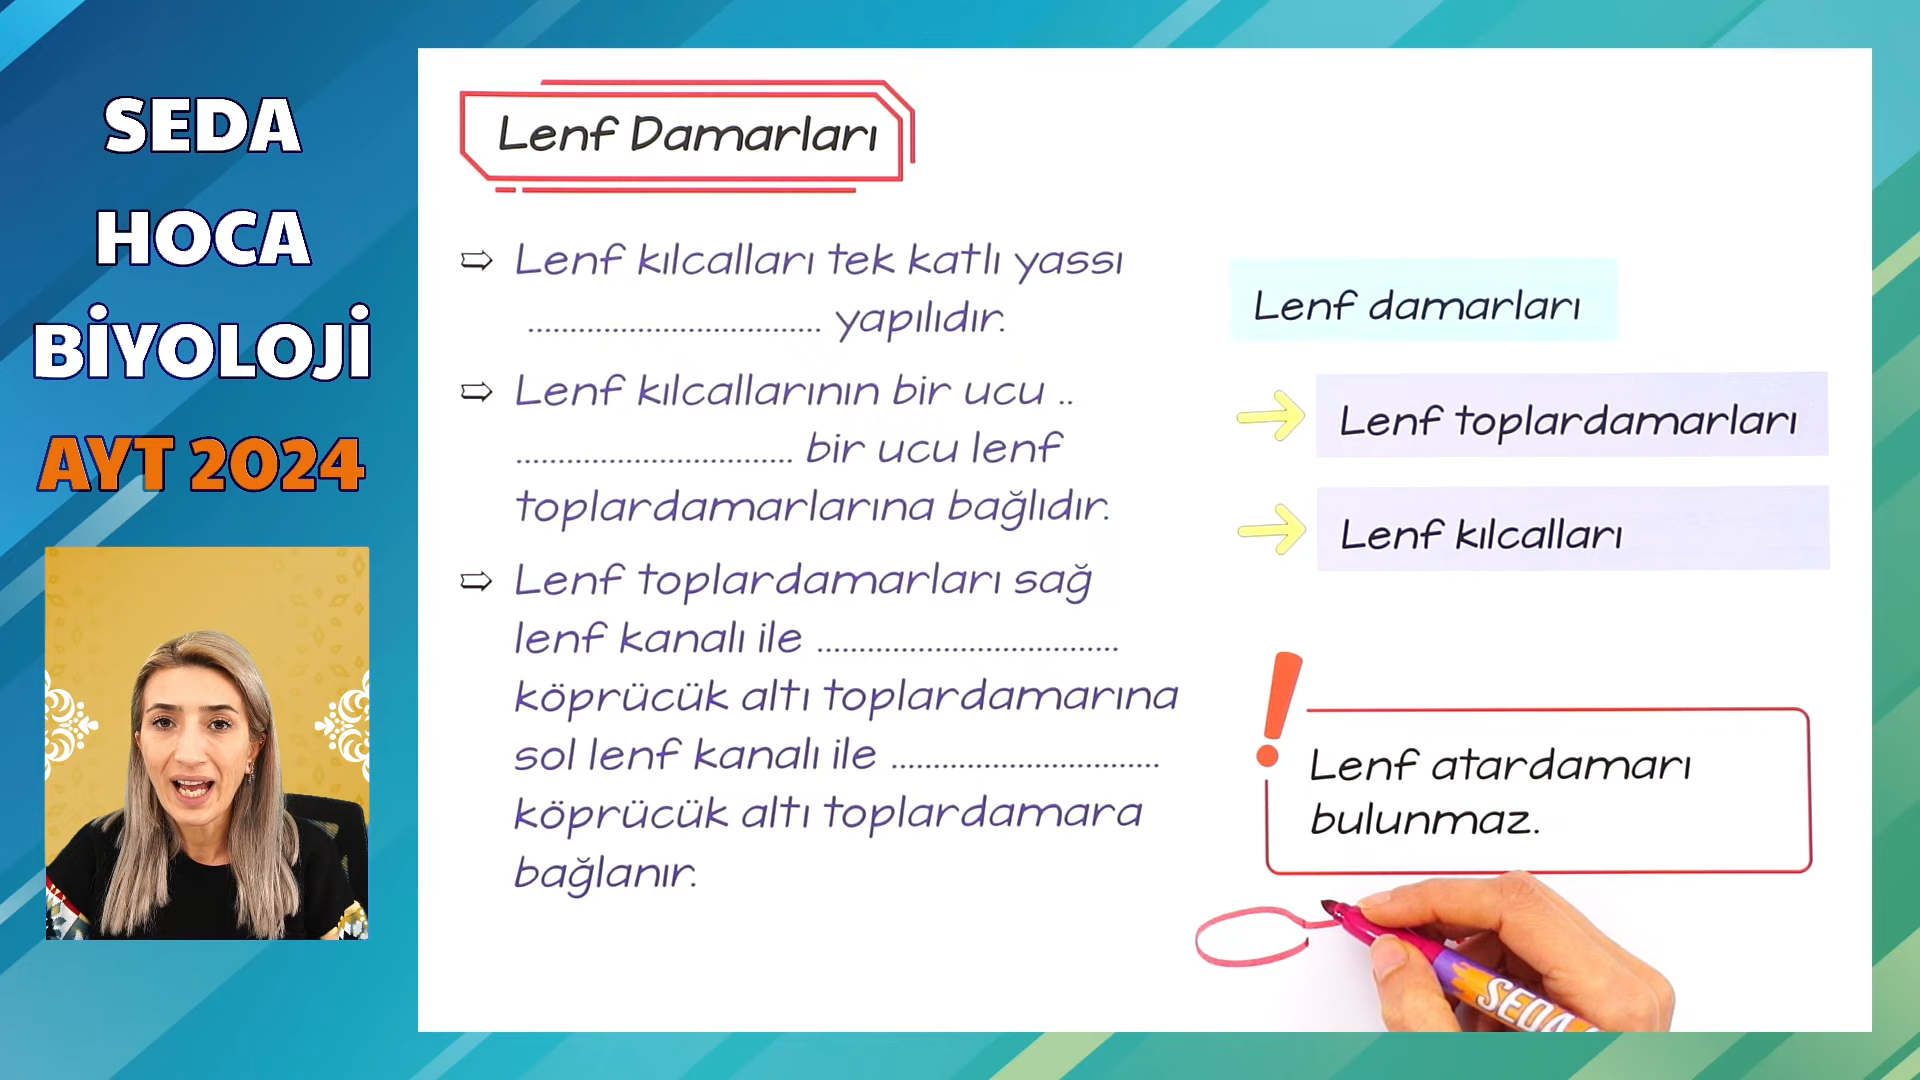 SEDA
HOCA
BİYOLOJİ
AYT 2024
Lenf Damarları
⇨ Lenf kılcalları tek katlı yassı
................................... yapılıdır.
⇨ Lenf kılcallarının bir ucu ..
................................. bir ucu lenf
toplardamarlarına bağlıdır.
⇨ Lenf toplardamarları sağ
lenf kanalı ile ....................................
köprücük altı toplardamarına
sol lenf kanalı ile ................................
köprücük altı toplardamara
bağlanır.
Lenf damarları
→ Lenf toplardamarları
→ Lenf kılcalları
! Lenf atardamarı
bulunmaz.
SEDA